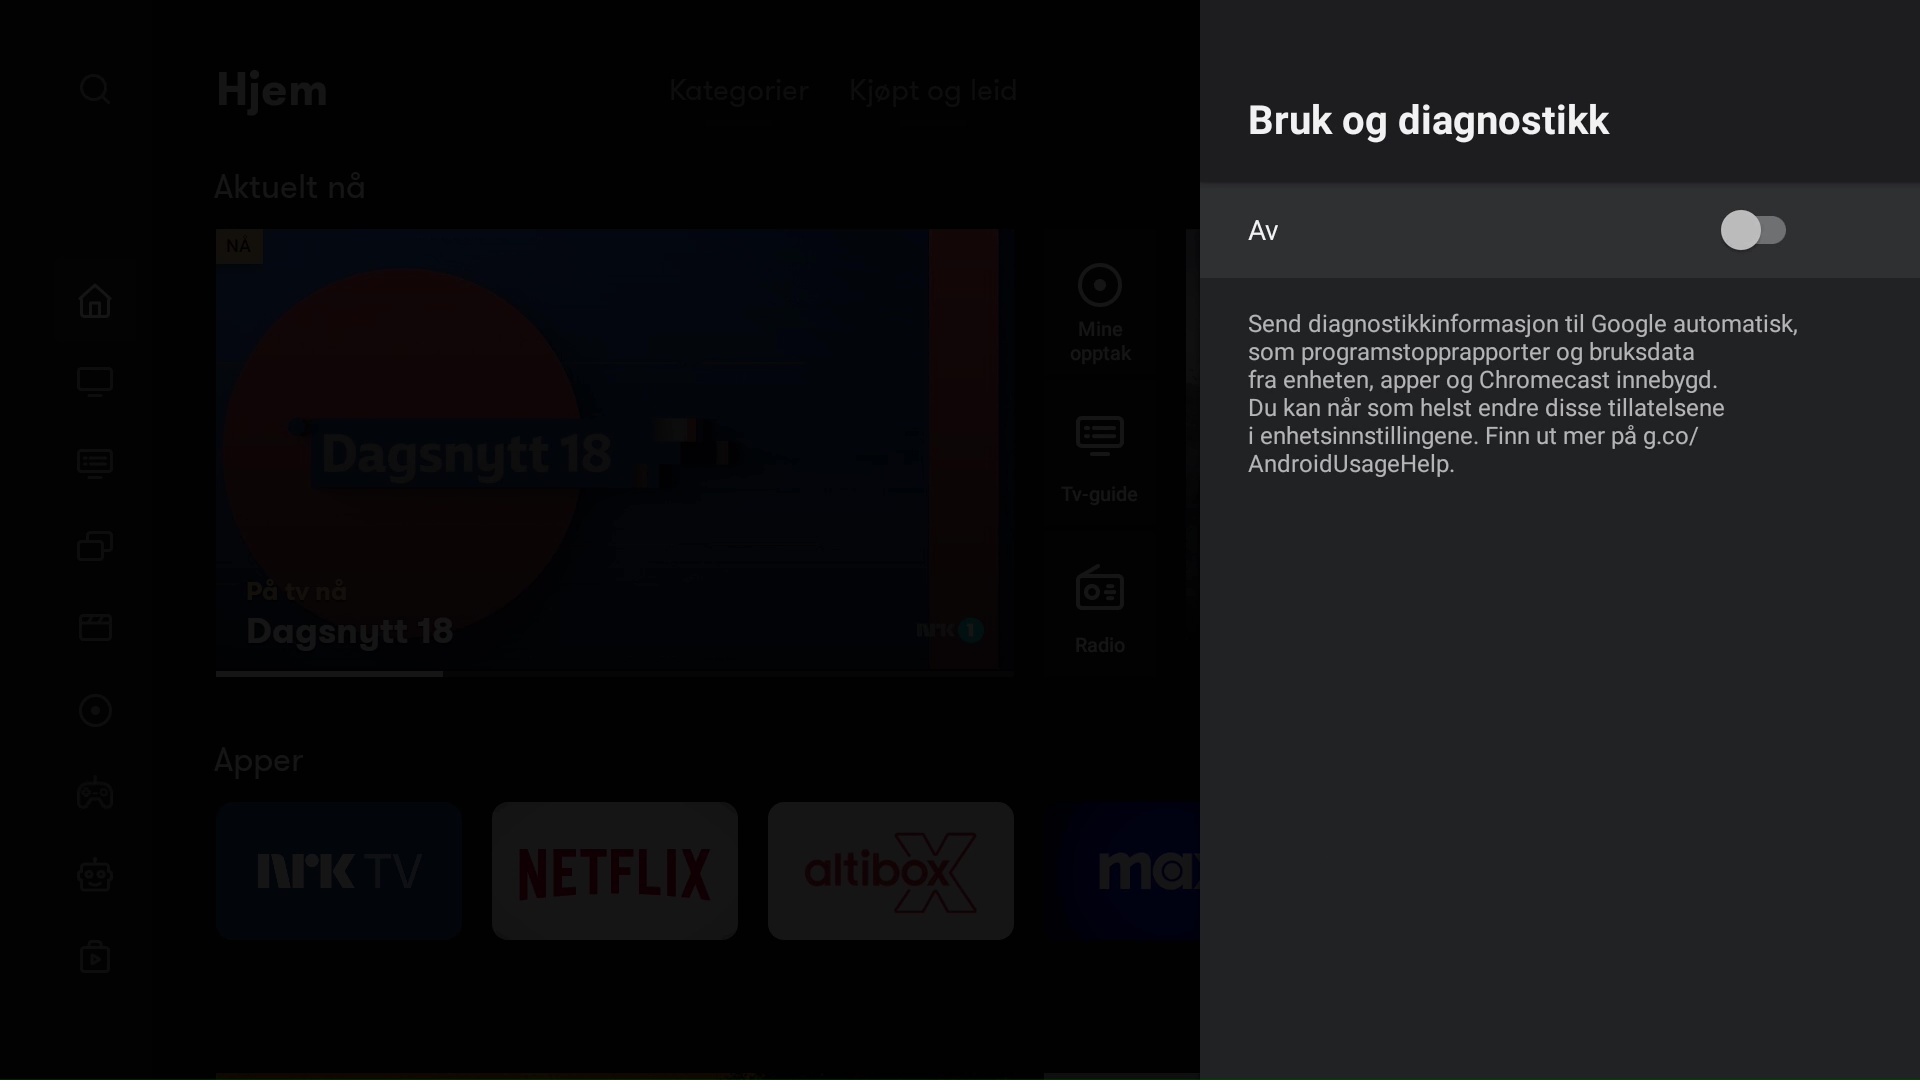 Hjem
Kategorier
Kjøpt og leid
Aktuelt nå
NÅ
Dagsnytt 18
På tv nå
Dagsnytt 18
nrk 1
Mine
opptak
Tv-guide
Radio
Apper
NRK TV
NETFLIX
altibox X
max
Bruk og diagnostikk
Av
Send diagnostikkinformasjon til Google automatisk,
som programstopprapporter og bruksdata
fra enheten, apper og Chromecast innebygd.
Du kan når som helst endre disse tillatelsene
i enhetsinnstillingene. Finn ut mer på g.co/
AndroidUsageHelp.